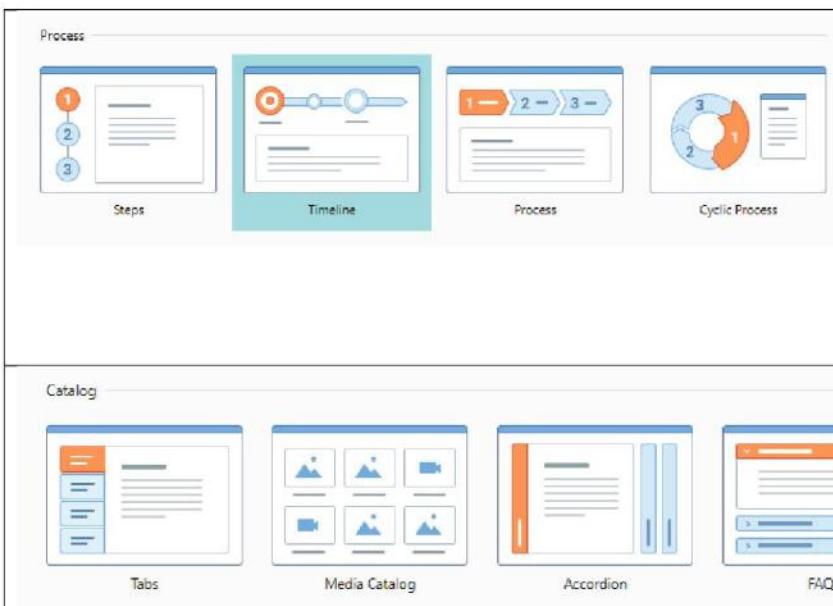 Process
1
2
3
1
2
3
3
1
2
Steps
Timeline
Process
Cyclic Process
Catalog
Tabs
Media Catalog
Accordion
FAQ